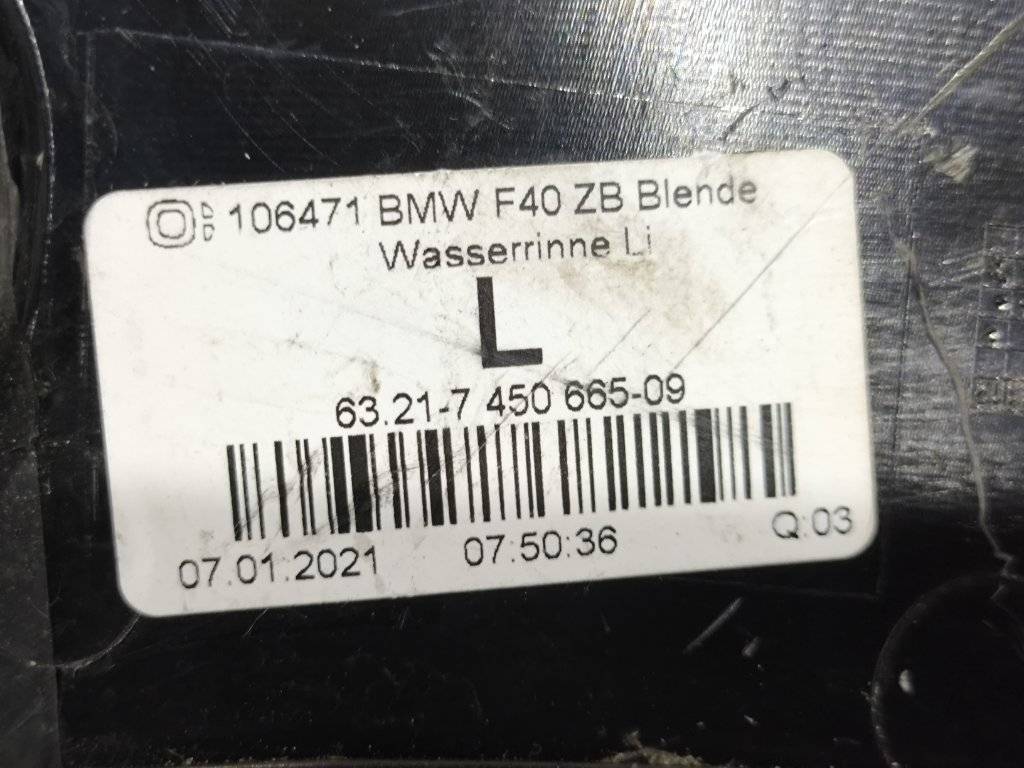 106471 BMW F40 ZB Blende
Wasserrinne Li
L
63.21-7 450 665-09
07.01.2021 07:50:36 Q:03